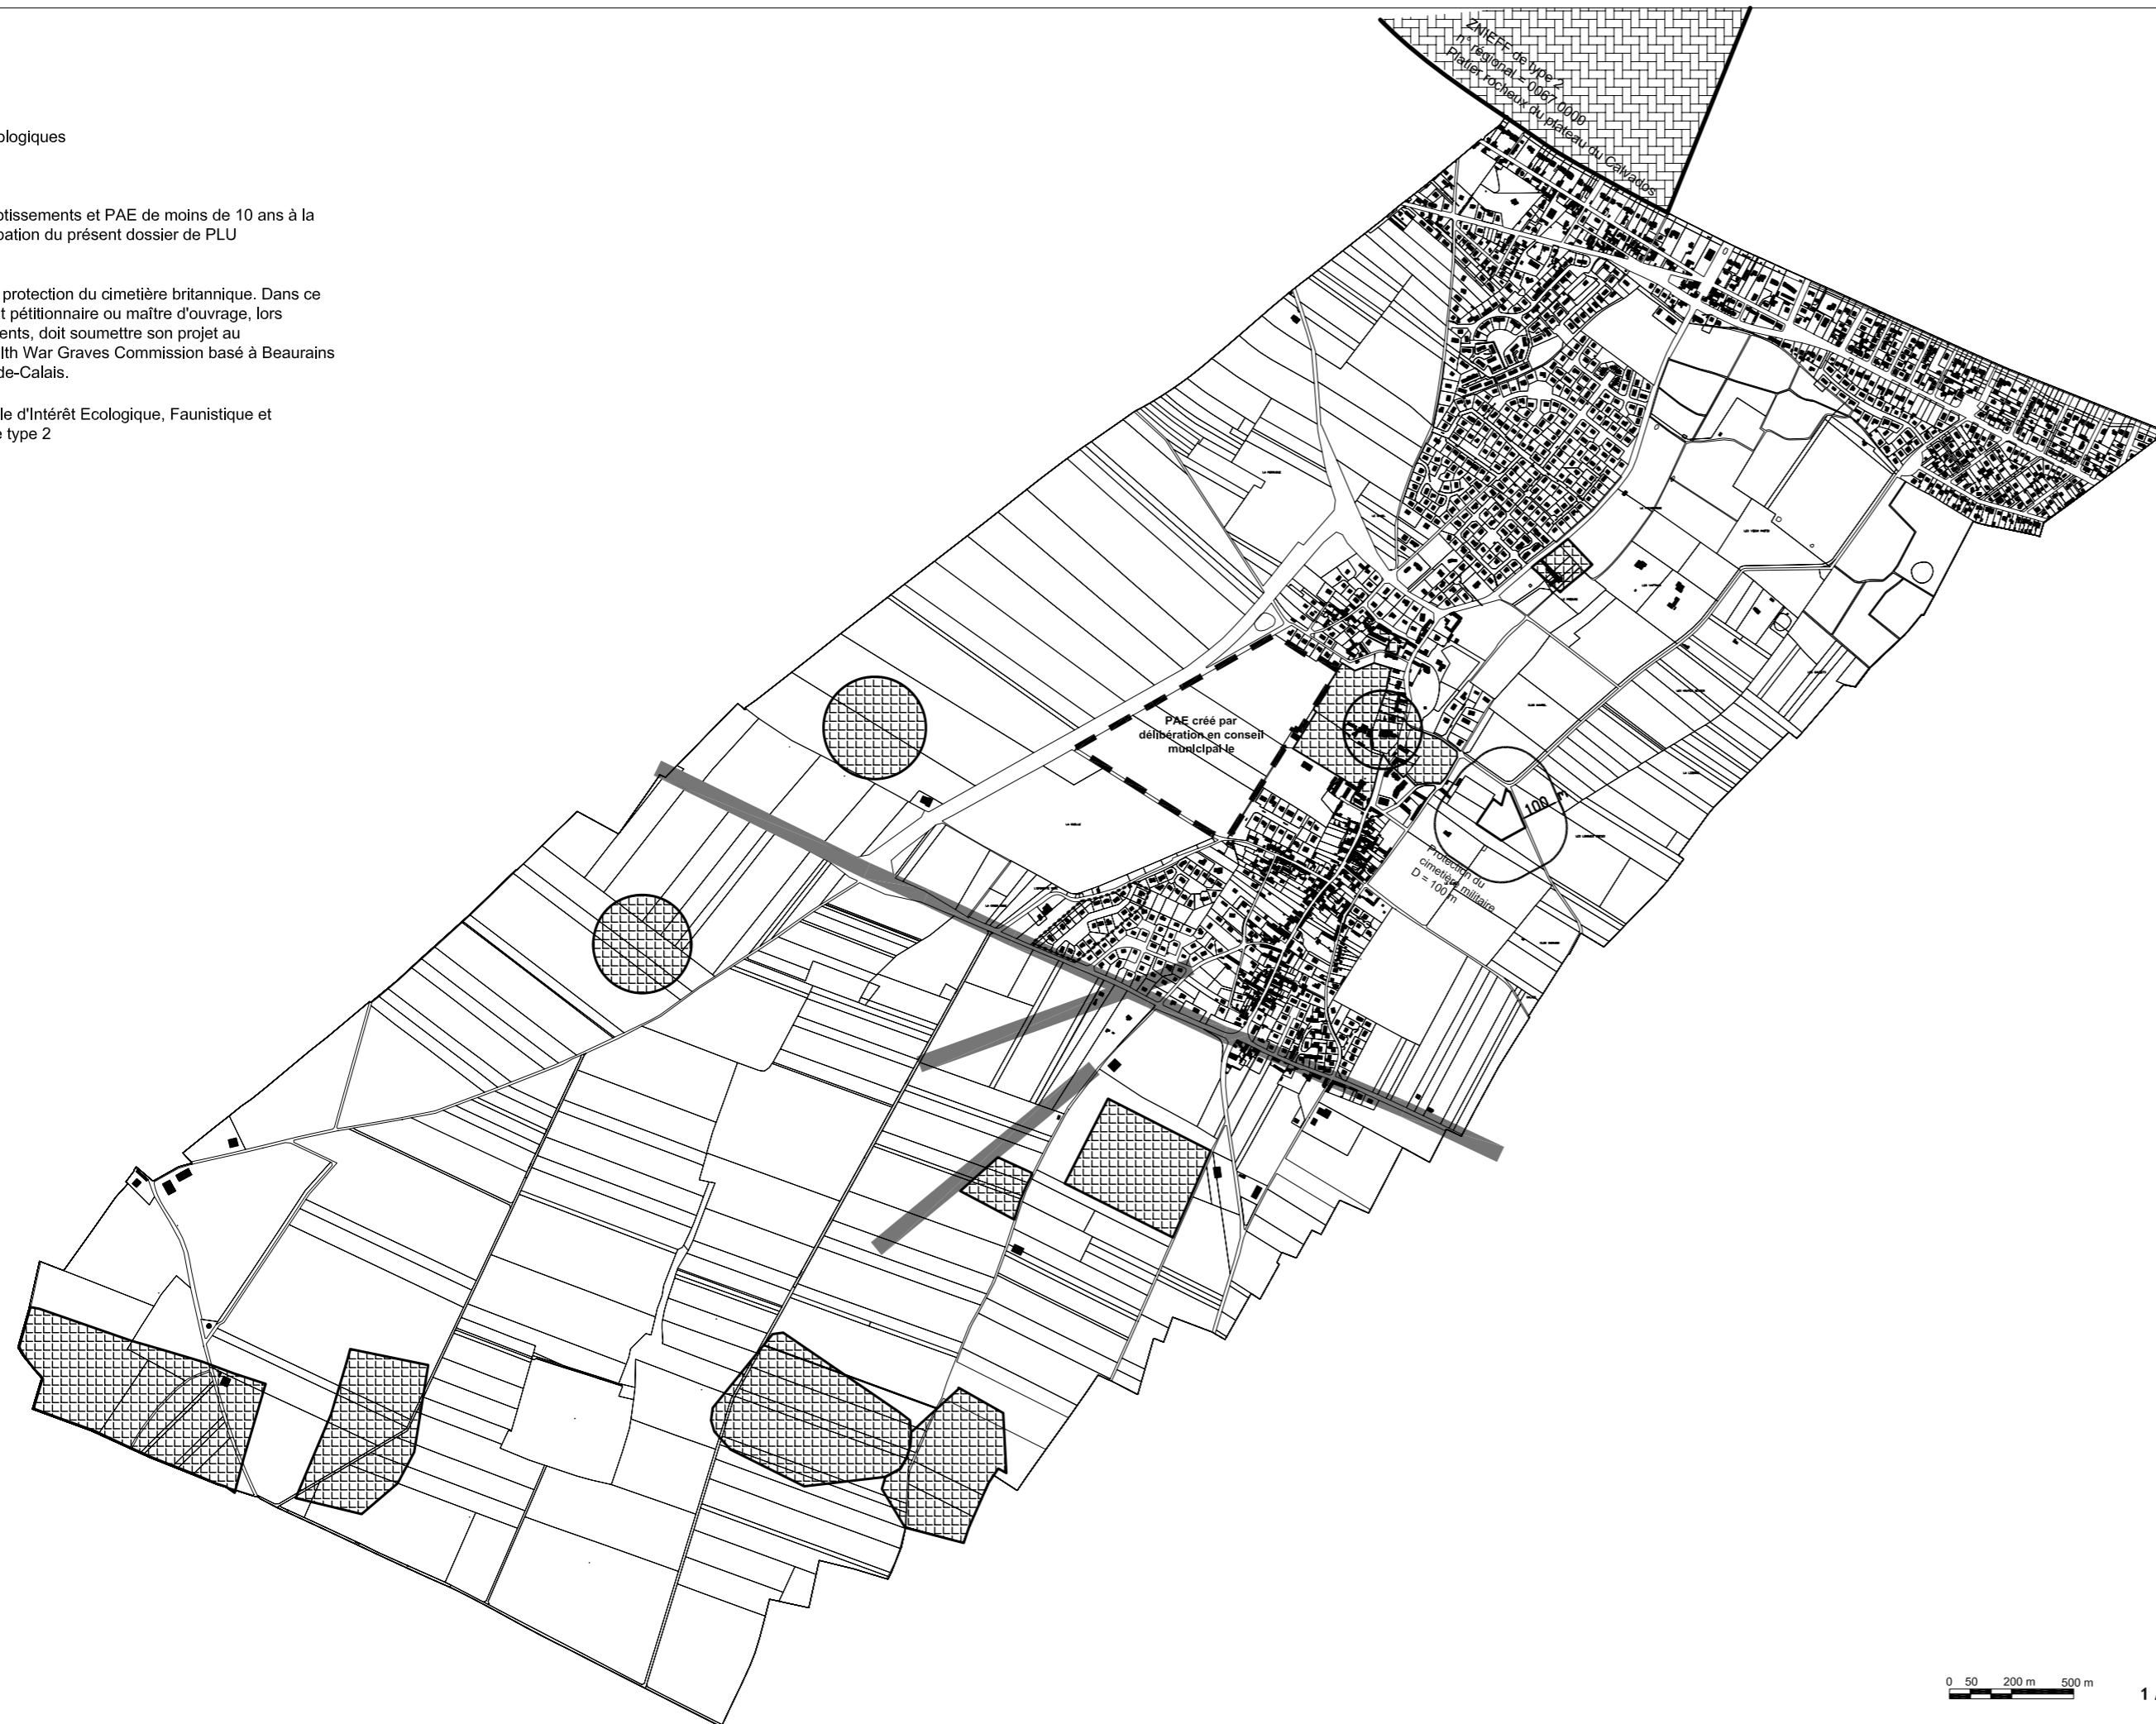 ologiques
otissements et PAE de moins de 10 ans à la
bation du présent dossier de PLU
protection du cimetière britannique. Dans ce
t pétitionnaire ou maître d'ouvrage, lors
ents, doit soumettre son projet au
lth War Graves Commission basé à Beaurains
de-Calais.
le d'Intérêt Ecologique, Faunistique et
e type 2
ZNIEFF de type 2
n° régional = 0067 0000
Platier rocheux du plateau du Calvados
PAE créé par
délibération en conseil
municipal le
100 m
Protection du
cimetière militaire
D = 100 m
0 50 200 m 500 m
1 /